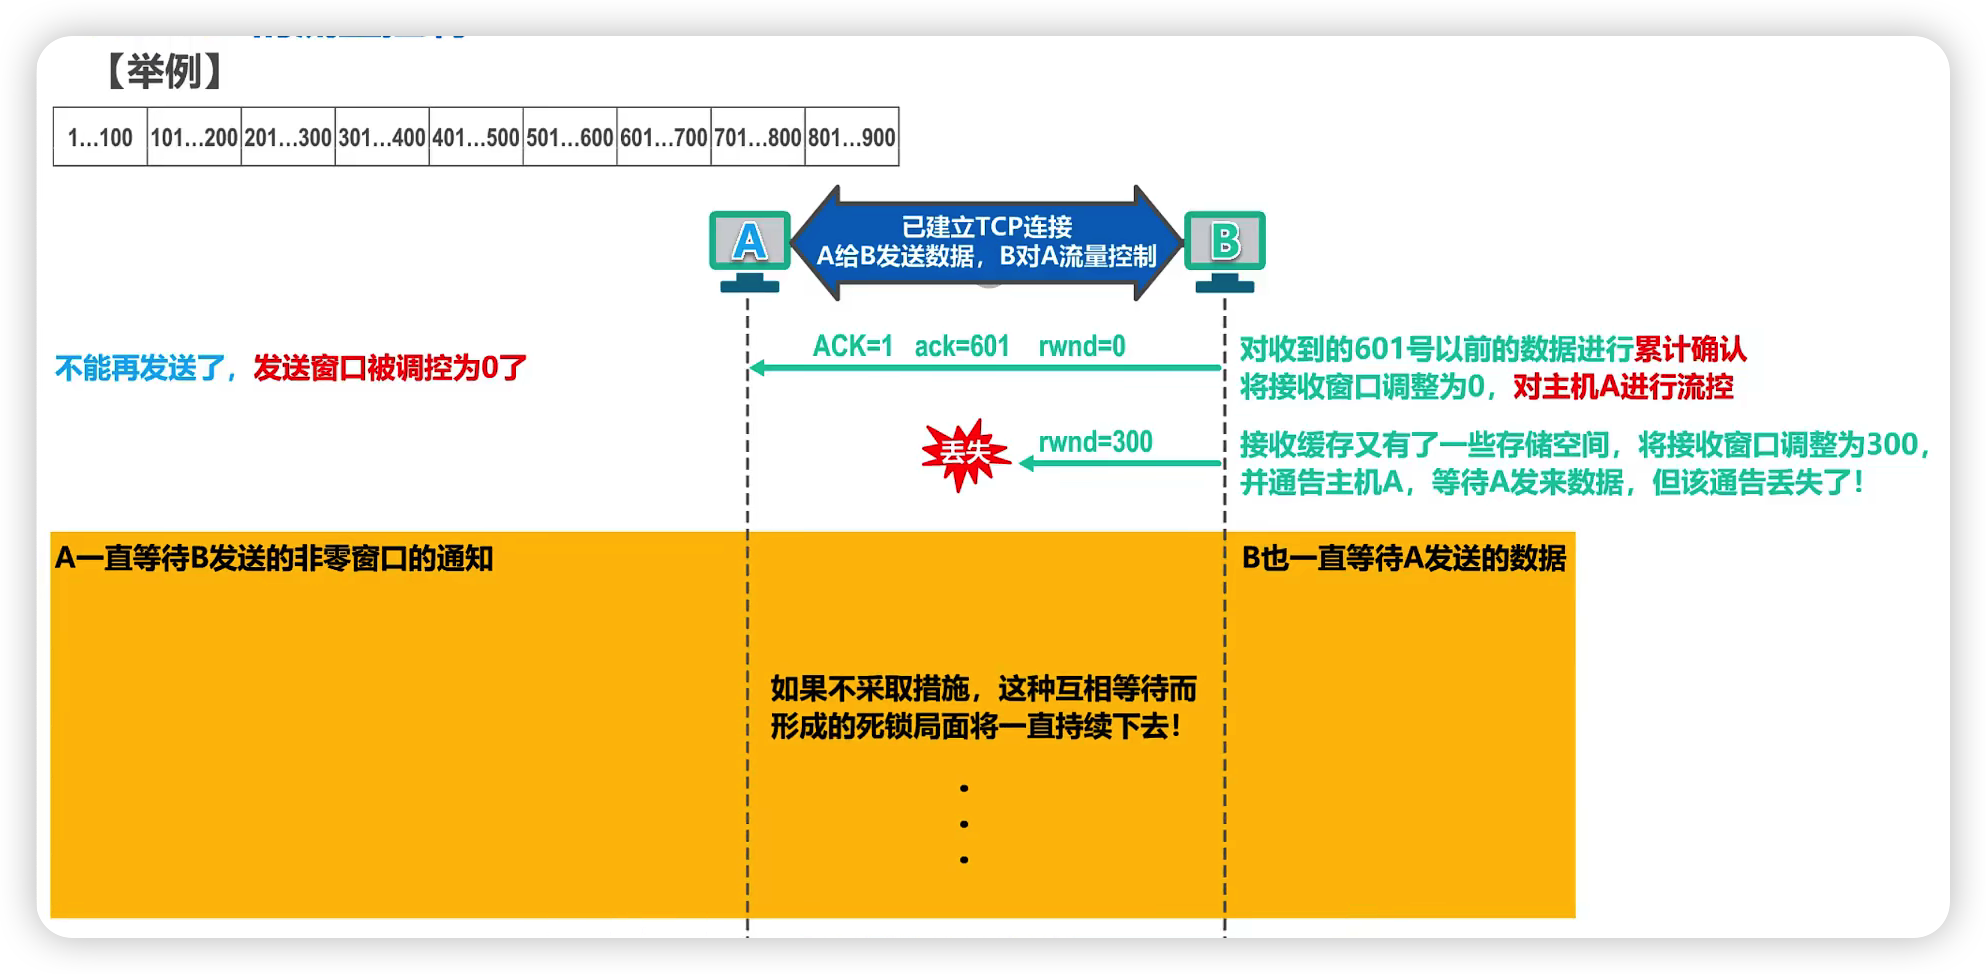 【举例】
1...100 101...200 201...300 301...400 401...500 501...600 601...700 701...800 801...900
A
已建立TCP连接
A给B发送数据，B对A流量控制
B
不能再发送了，发送窗口被调控为0了
ACK=1 ack=601 rwnd=0
对收到的601号以前的数据进行累计确认
将接收窗口调整为0，对主机A进行流控
丢失
rwnd=300
接收缓存又有了一些存储空间，将接收窗口调整为300，
并通告主机A，等待A发来数据，但该通告丢失了！
A一直等待B发送的非零窗口的通知
B也一直等待A发送的数据
如果不采取措施，这种互相等待而
形成的死锁局面将一直持续下去！